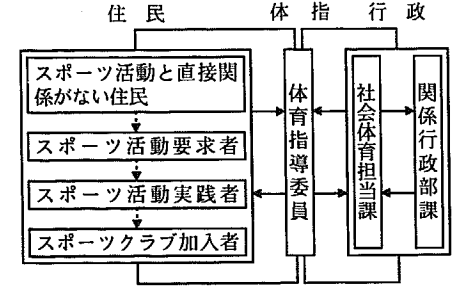 住民 体指 行政
スポーツ活動と直接関
係がない住民
スポーツ活動要求者
スポーツ活動実践者
スポーツクラブ加入者
体育指導委員
社会体育担当課
関係行政部課